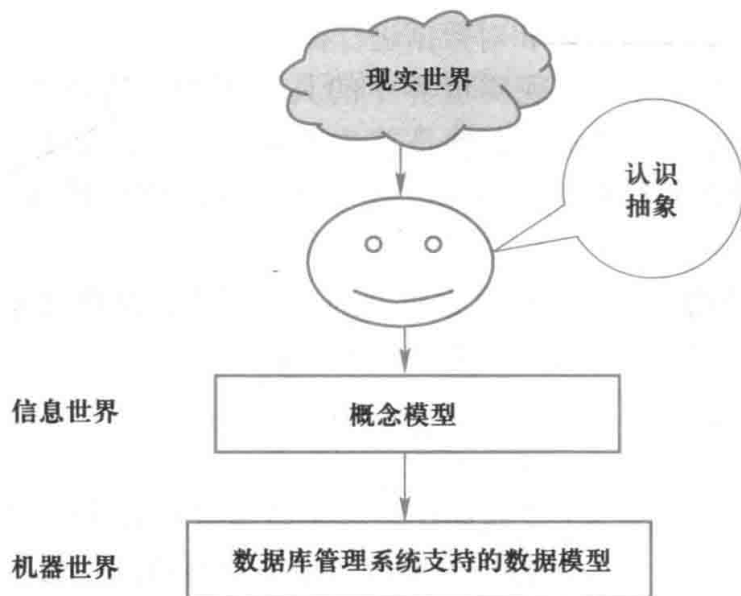 现实世界
认识
抽象
信息世界
概念模型
机器世界
数据库管理系统支持的数据模型